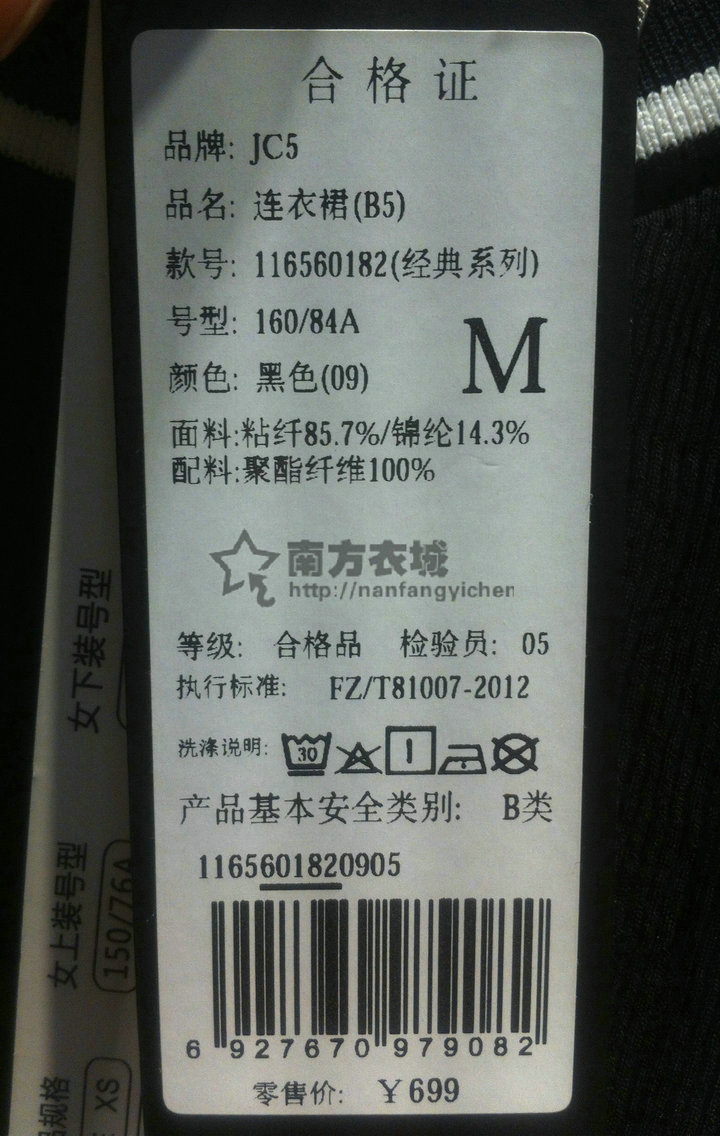 合格证
品牌: JC5
品名: 连衣裙(B5)
款号: 116560182(经典系列)
号型: 160/84A
M
颜色: 黑色(09)
面料:粘纤85.7%/锦纶14.3%
配料:聚酯纤维100%
南方衣城
http://nanfangyichen
等级: 合格品 检验员: 05
执行标准: FZ/T81007-2012
洗涤说明: 30
产品基本安全类别: B类
1165601820905
6 927670 979082
零售价: ￥699
女下装号型
女上装号型
150/76A
品规格
XS